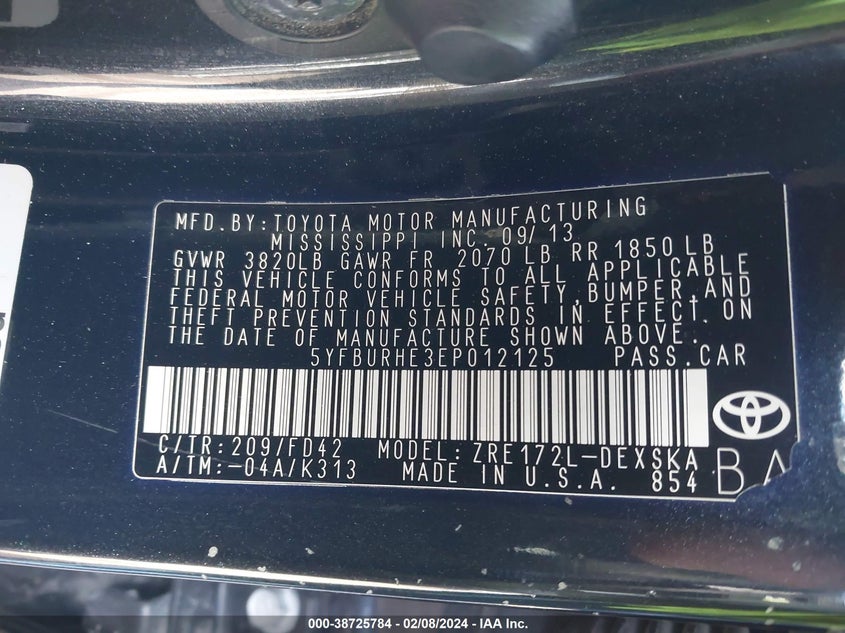 MFD.BY:TOYOTA MOTOR MANUFACTURING
MISSISSIPPI INC. 09/13
GVWR 3820LB GAWR FR 2070LB RR 1850LB
THIS VEHICLE CONFORMS TO ALL APPLICABLE
FEDERAL MOTOR VEHICLE SAFETY,BUMPER,AND
THEFT PREVENTION STANDARDS IN EFFECT ON
THE DATE OF MANUFACTURE SHOWN ABOVE.
5YFBURHE3EP012125 PASS.CAR
C/TR:209/FD42 MODEL:ZRE172L-DEXSKA
A/TM:-04A/K313 MADE IN U.S.A. 854
BA
000-38725784 - 02/08/2024 - IAA Inc.